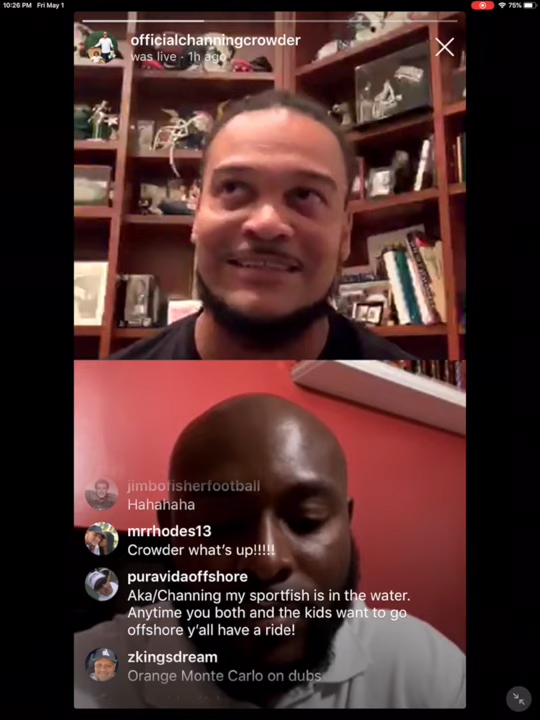 10:26 PM Fri May 1
75%
officialchanningcrowder
was live · 1h ago
jimbofisherfootball
Hahahaha
mrrhodes13
Crowder what's up!!!!!
puravidaoffshore
Aka/Channing my sportfish is in the water.
Anytime you both and the kids want to go
offshore y'all have a ride!
zkingsdream
Orange Monte Carlo on dubs